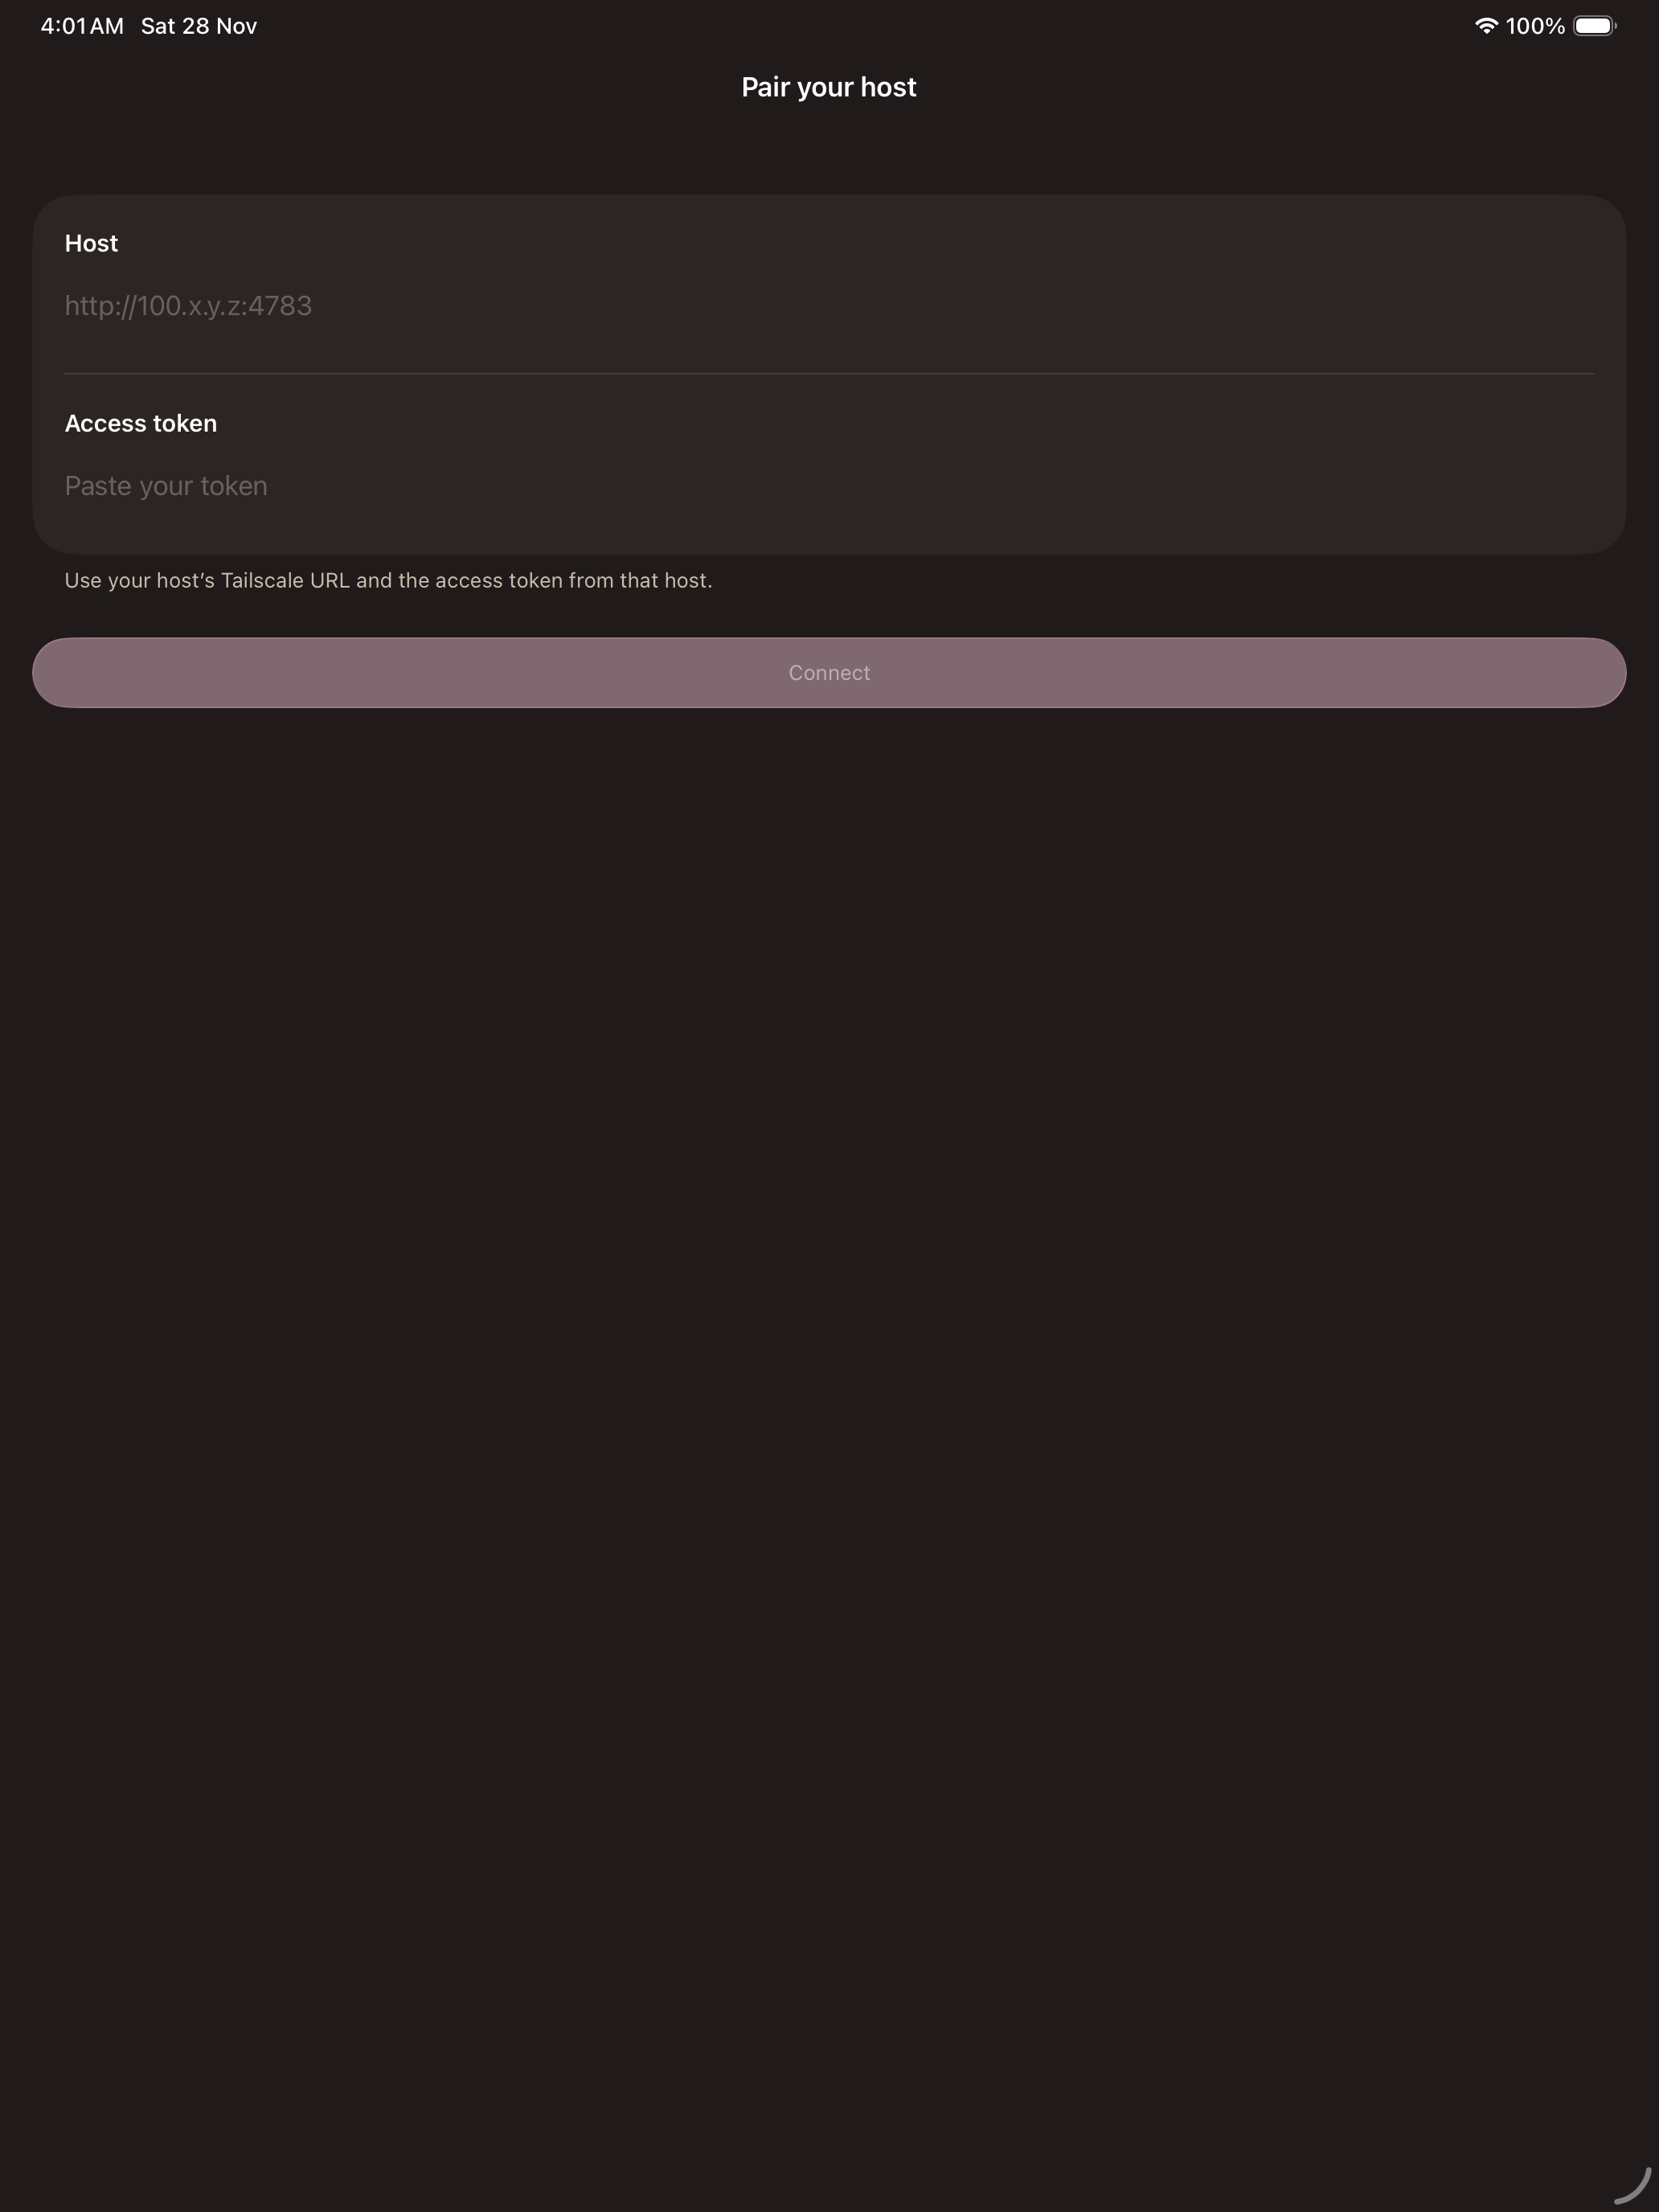 4:01 AM Sat 28 Nov
100%
Pair your host
Host
http://100.x.y.z:4783
Access token
Paste your token
Use your host’s Tailscale URL and the access token from that host.
Connect